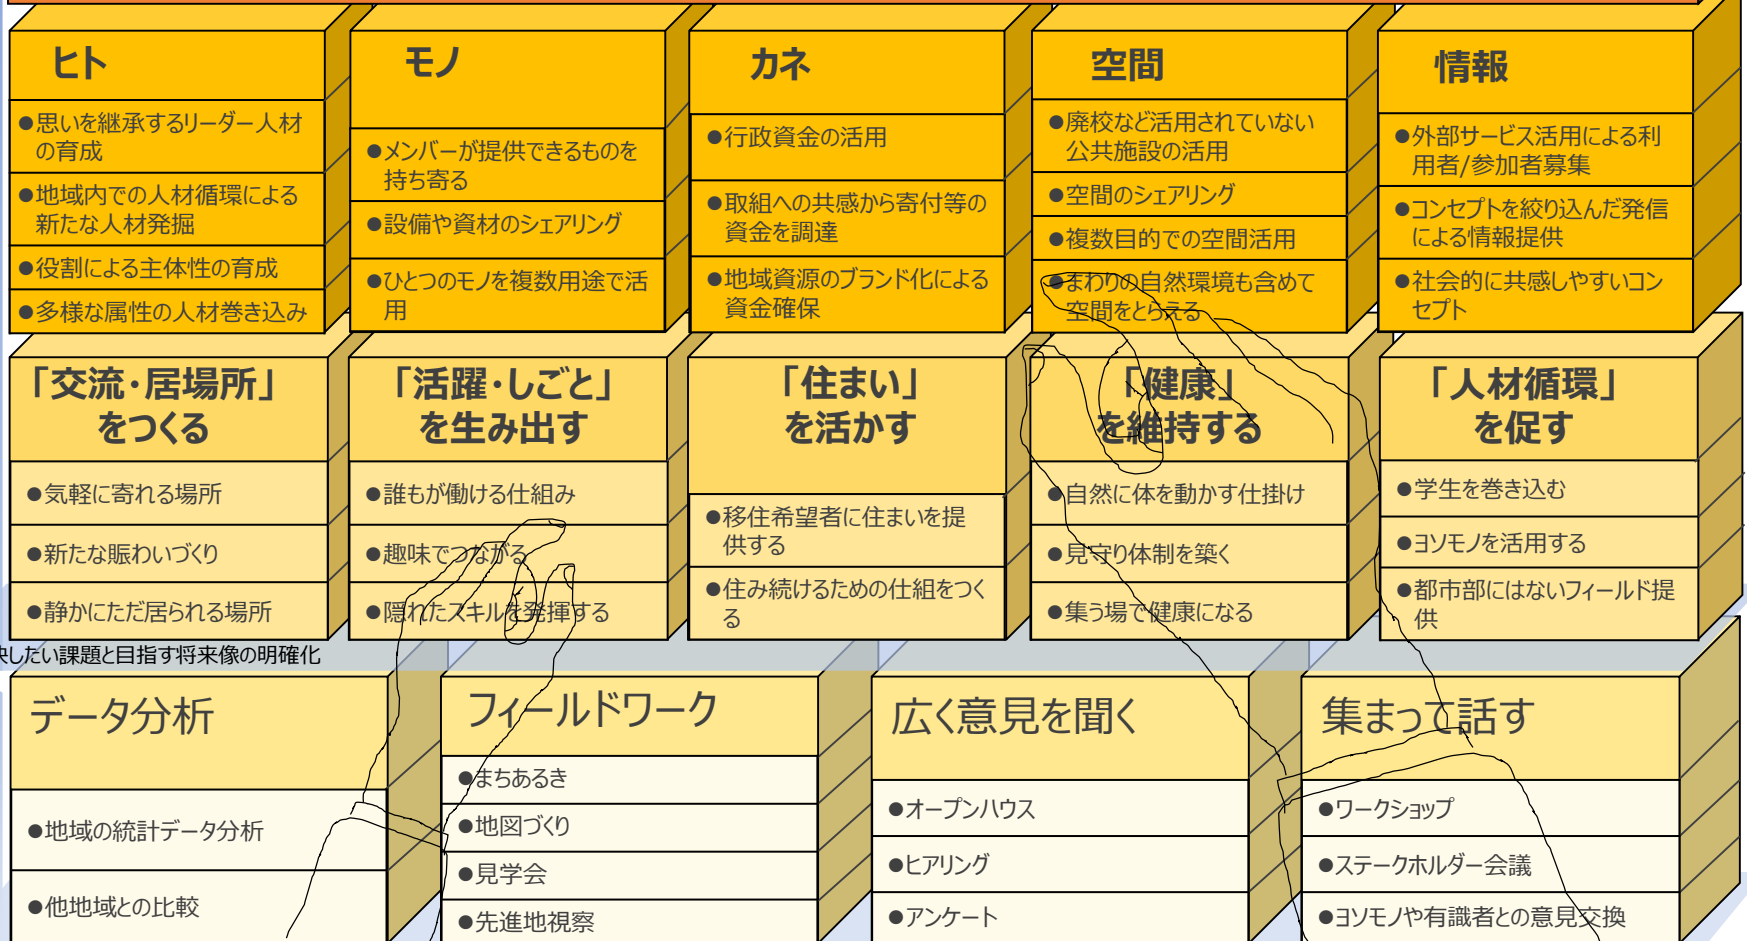 ヒト
●思いを継承するリーダー人材
の育成
●地域内での人材循環による
新たな人材発掘
●役割による主体性の育成
●多様な属性の人材巻き込み
モノ
●メンバーが提供できるものを
持ち寄る
●設備や資材のシェアリング
●ひとつのモノを複数用途で活
用
カネ
●行政資金の活用
●取組への共感から寄付等の
資金を調達
●地域資源のブランド化による
資金確保
空間
●廃校など活用されていない
公共施設の活用
●空間のシェアリング
●複数目的での空間活用
●まわりの自然環境も含めて
空間をとらえる
情報
●外部サービス活用による利
用者/参加者募集
●コンセプトを絞り込んだ発信
による情報提供
●社会的に共感しやすいコン
セプト
「交流・居場所」
をつくる
●気軽に寄れる場所
●新たな賑わいづくり
●静かにただ居られる場所
「活躍・しごと」
を生み出す
●誰もが働ける仕組み
●趣味でつながる
●隠れたスキルを発揮する
「住まい」
を活かす
●移住希望者に住まいを提
供する
●住み続けるための仕組をつく
る
「健康」
を維持する
●自然に体を動かす仕掛け
●見守り体制を築く
●集う場で健康になる
「人材循環」
を促す
●学生を巻き込む
●ヨソモノを活用する
●都市部にはないフィールド提
供
したい課題と目指す将来像の明確化
データ分析
●地域の統計データ分析
●他地域との比較
フィールドワーク
●まちあるき
●地図づくり
●見学会
●先進地視察
広く意見を聞く
●オープンハウス
●ヒアリング
●アンケート
集まって話す
●ワークショップ
●ステークホルダー会議
●ヨソモノや有識者との意見交換